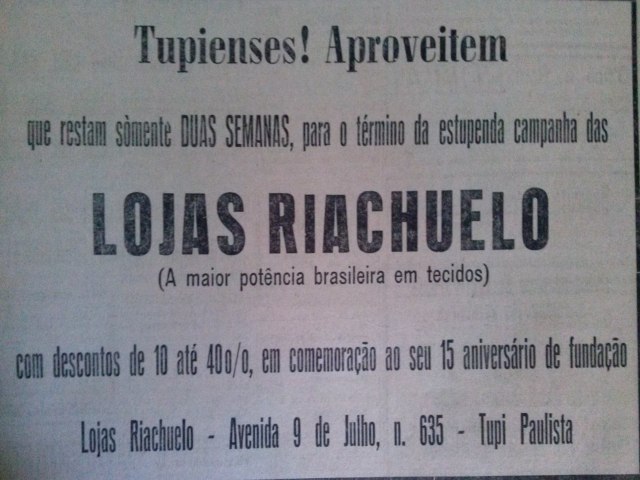 Tupienses! Aproveitem
que restam sòmente DUAS SEMANAS, para o término da estupenda campanha das
LOJAS RIACHUELO
(A maior potência brasileira em tecidos)
com descontos de 10 até 40o/o, em comemoração ao seu 15 aniversário de fundação
Lojas Riachuelo - Avenida 9 de Julho, n. 635 - Tupi Paulista